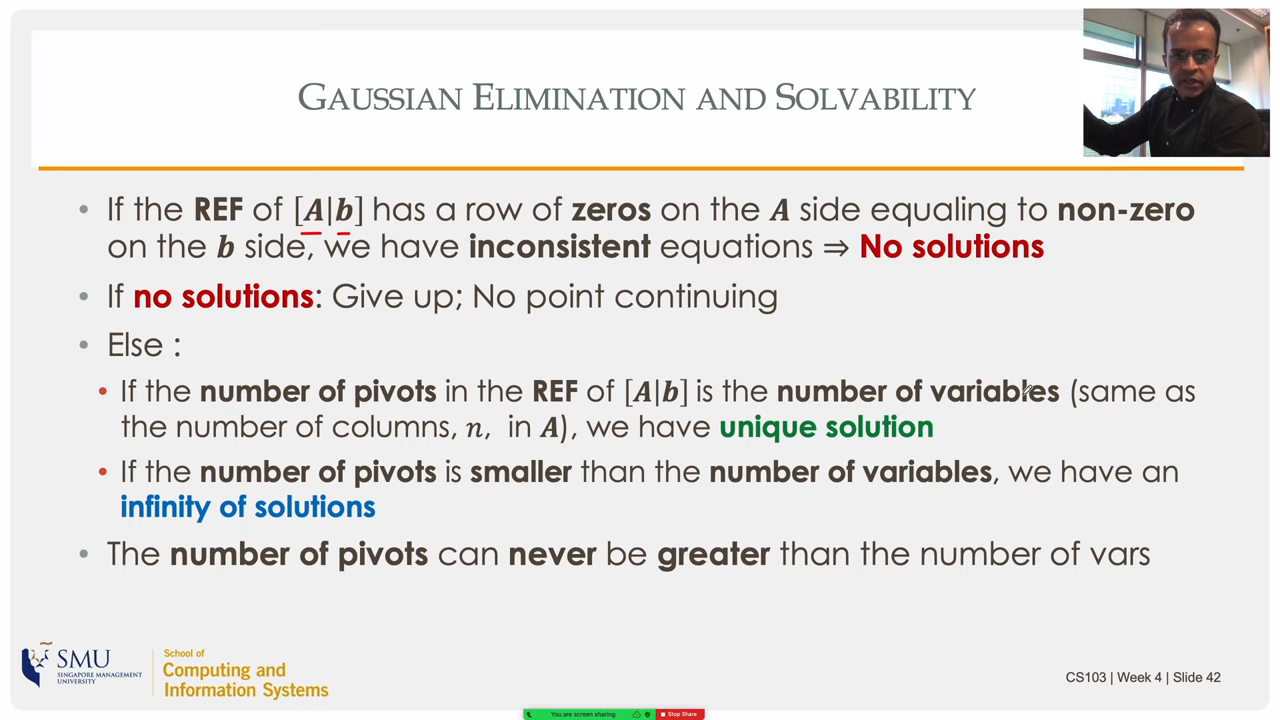 GAUSSIAN ELIMINATION AND SOLVABILITY
• If the REF of [A|b] has a row of zeros on the A side equaling to non-zero
on the b side, we have inconsistent equations ⇒ No solutions
• If no solutions: Give up; No point continuing
• Else :
• If the number of pivots in the REF of [A|b] is the number of variables (same as
the number of columns, n, in A), we have unique solution
• If the number of pivots is smaller than the number of variables, we have an
infinity of solutions
• The number of pivots can never be greater than the number of vars
SMU
SINGAPORE MANAGEMENT
UNIVERSITY
School of
Computing and
Information Systems
CS103 | Week 4 | Slide 42
You are screen sharing
Stop Share